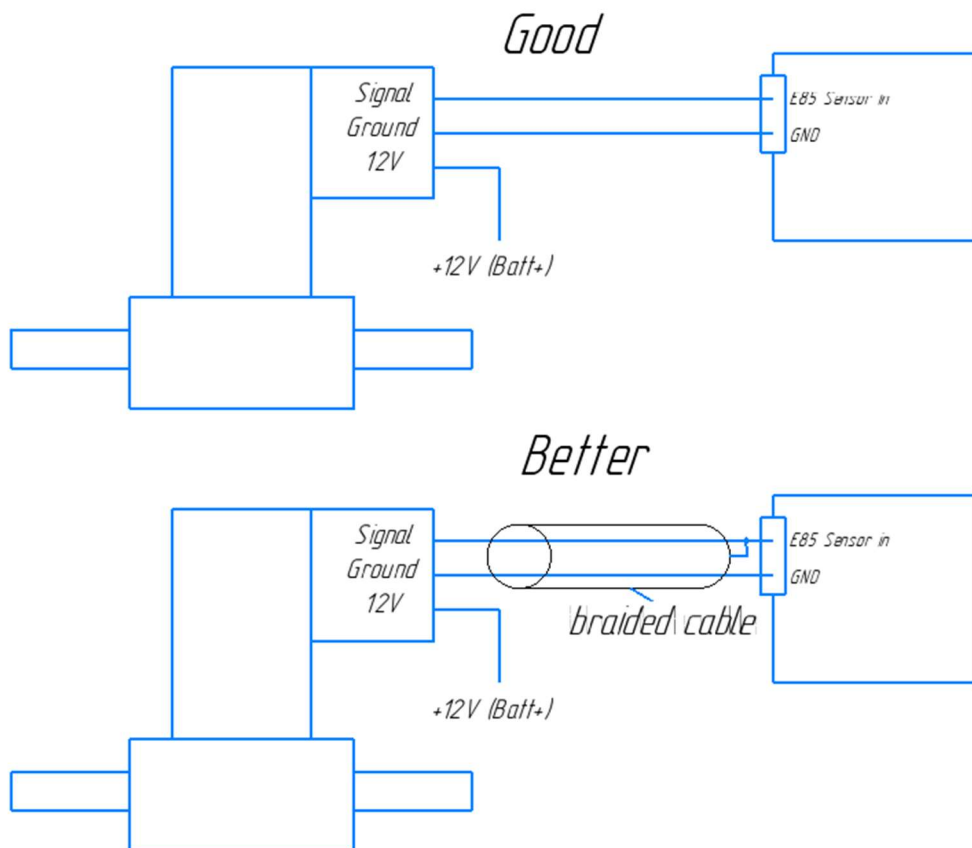 Good
Signal
Ground
12V
E85 Sensor In
GND
+12V (Batt+)
Better
Signal
Ground
12V
E85 Sensor in
GND
braided cable
+12V (Batt+)